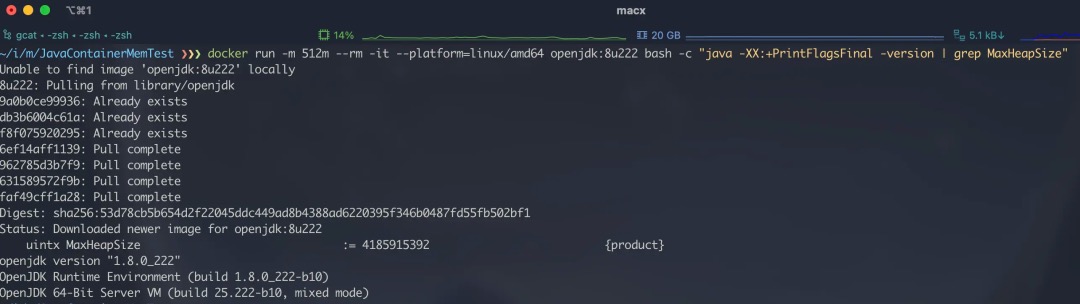 ⌥⌘1
macx
gcat • -zsh • -zsh • -zsh
14%
20 GB
5.1 kB↓
~/i/m/JavaContainerMemTest ❯❯❯ docker run -m 512m --rm -it --platform=linux/amd64 openjdk:8u222 bash -c "java -XX:+PrintFlagsFinal -version | grep MaxHeapSize"
Unable to find image 'openjdk:8u222' locally
8u222: Pulling from library/openjdk
9a0b0ce99936: Already exists
db3b6004c61a: Already exists
f8f075920295: Already exists
6ef14aff1139: Pull complete
962785d3b7f9: Pull complete
631589572f9b: Pull complete
faf49cff1a28: Pull complete
Digest: sha256:53d78cb5b654d2f22045ddc449ad8b4388ad6220395f346b0487fd55fb502bf1
Status: Downloaded newer image for openjdk:8u222
uintx MaxHeapSize := 4185915392 {product}
openjdk version "1.8.0_222"
OpenJDK Runtime Environment (build 1.8.0_222-b10)
OpenJDK 64-Bit Server VM (build 25.222-b10, mixed mode)